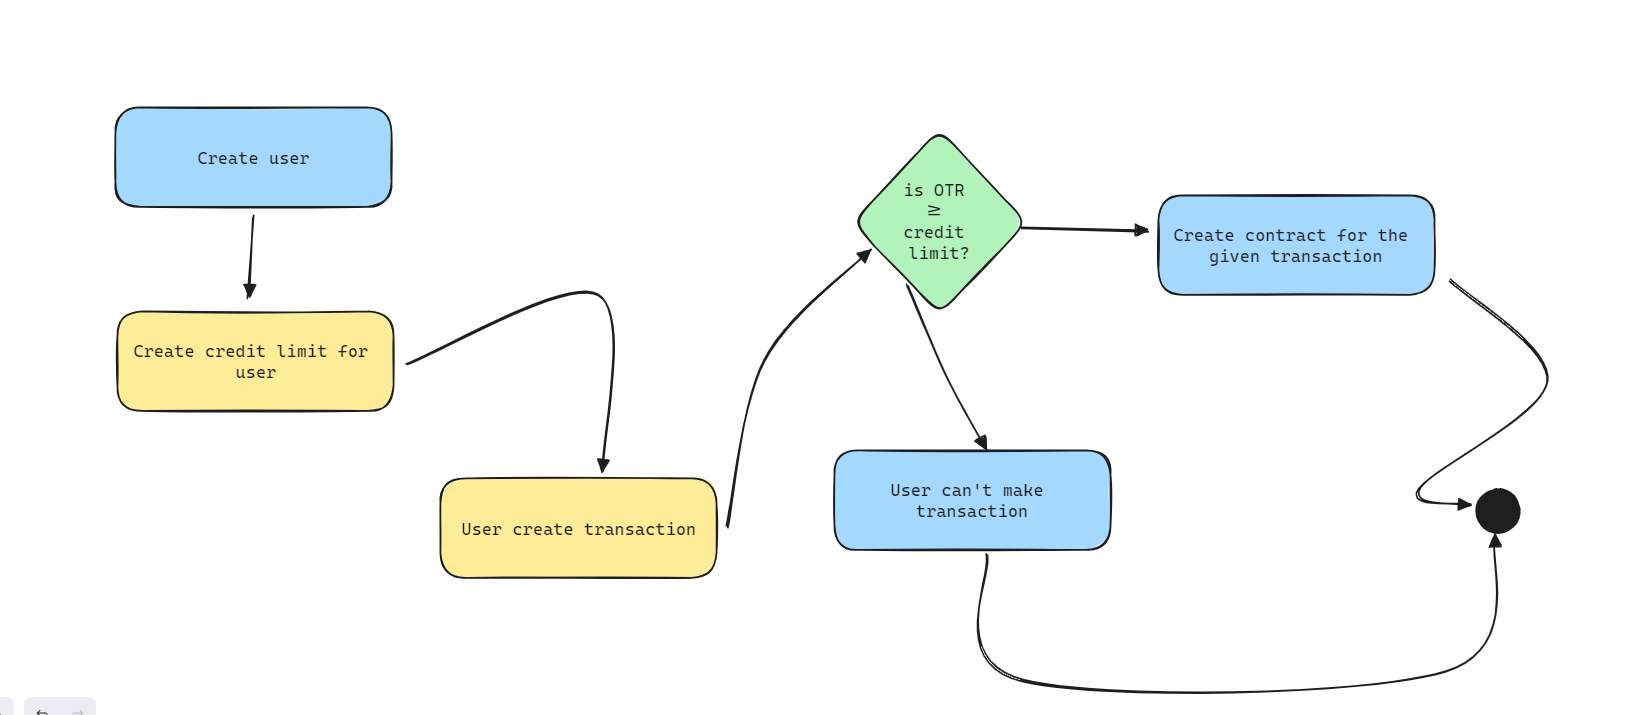 Create user
Create credit limit for
user
User create transaction
is OTR
≥
credit
limit?
Create contract for the
given transaction
User can't make
transaction